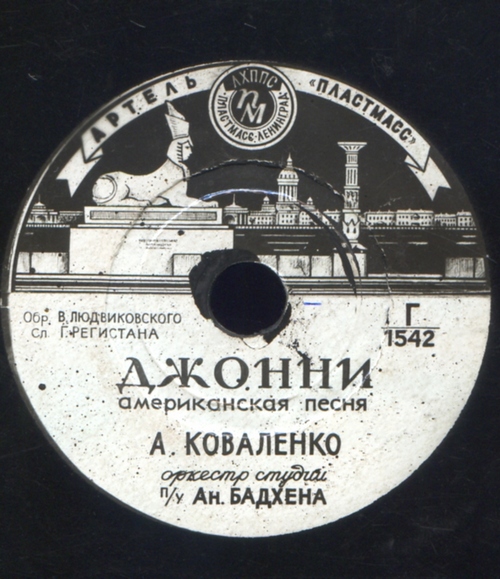 АРТЕЛЬ «ПЛАСТМАСС»
ЛХППС
ПМ
ПЛАСТМАСС-ЛЕНИНГРАД
Обр. В. ЛЮДВИКОВСКОГО
Сл Г. РЕГИСТАНА
Г
1542
ДЖОННИ
американская песня
А. КОВАЛЕНКО
оркестр студии
п/у Ан. БАДХЕНА